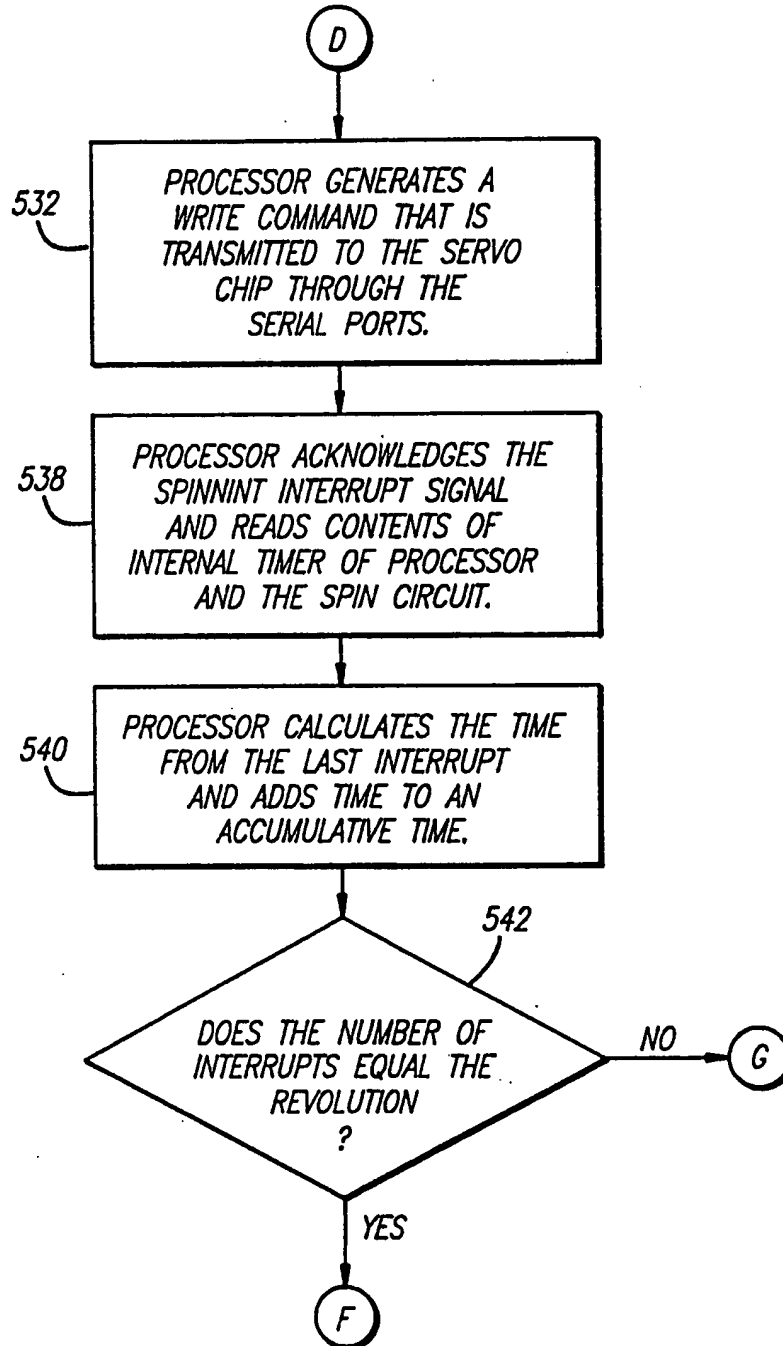 D
532
PROCESSOR GENERATES A
WRITE COMMAND THAT IS
TRANSMITTED TO THE SERVO
CHIP THROUGH THE
SERIAL PORTS.
538
PROCESSOR ACKNOWLEDGES THE
SPINNINT INTERRUPT SIGNAL
AND READS CONTENTS OF
INTERNAL TIMER OF PROCESSOR
AND THE SPIN CIRCUIT.
540
PROCESSOR CALCULATES THE TIME
FROM THE LAST INTERRUPT
AND ADDS TIME TO AN
ACCUMULATIVE TIME.
542
DOES THE NUMBER OF
INTERRUPTS EQUAL THE
REVOLUTION
?
NO
G
YES
F